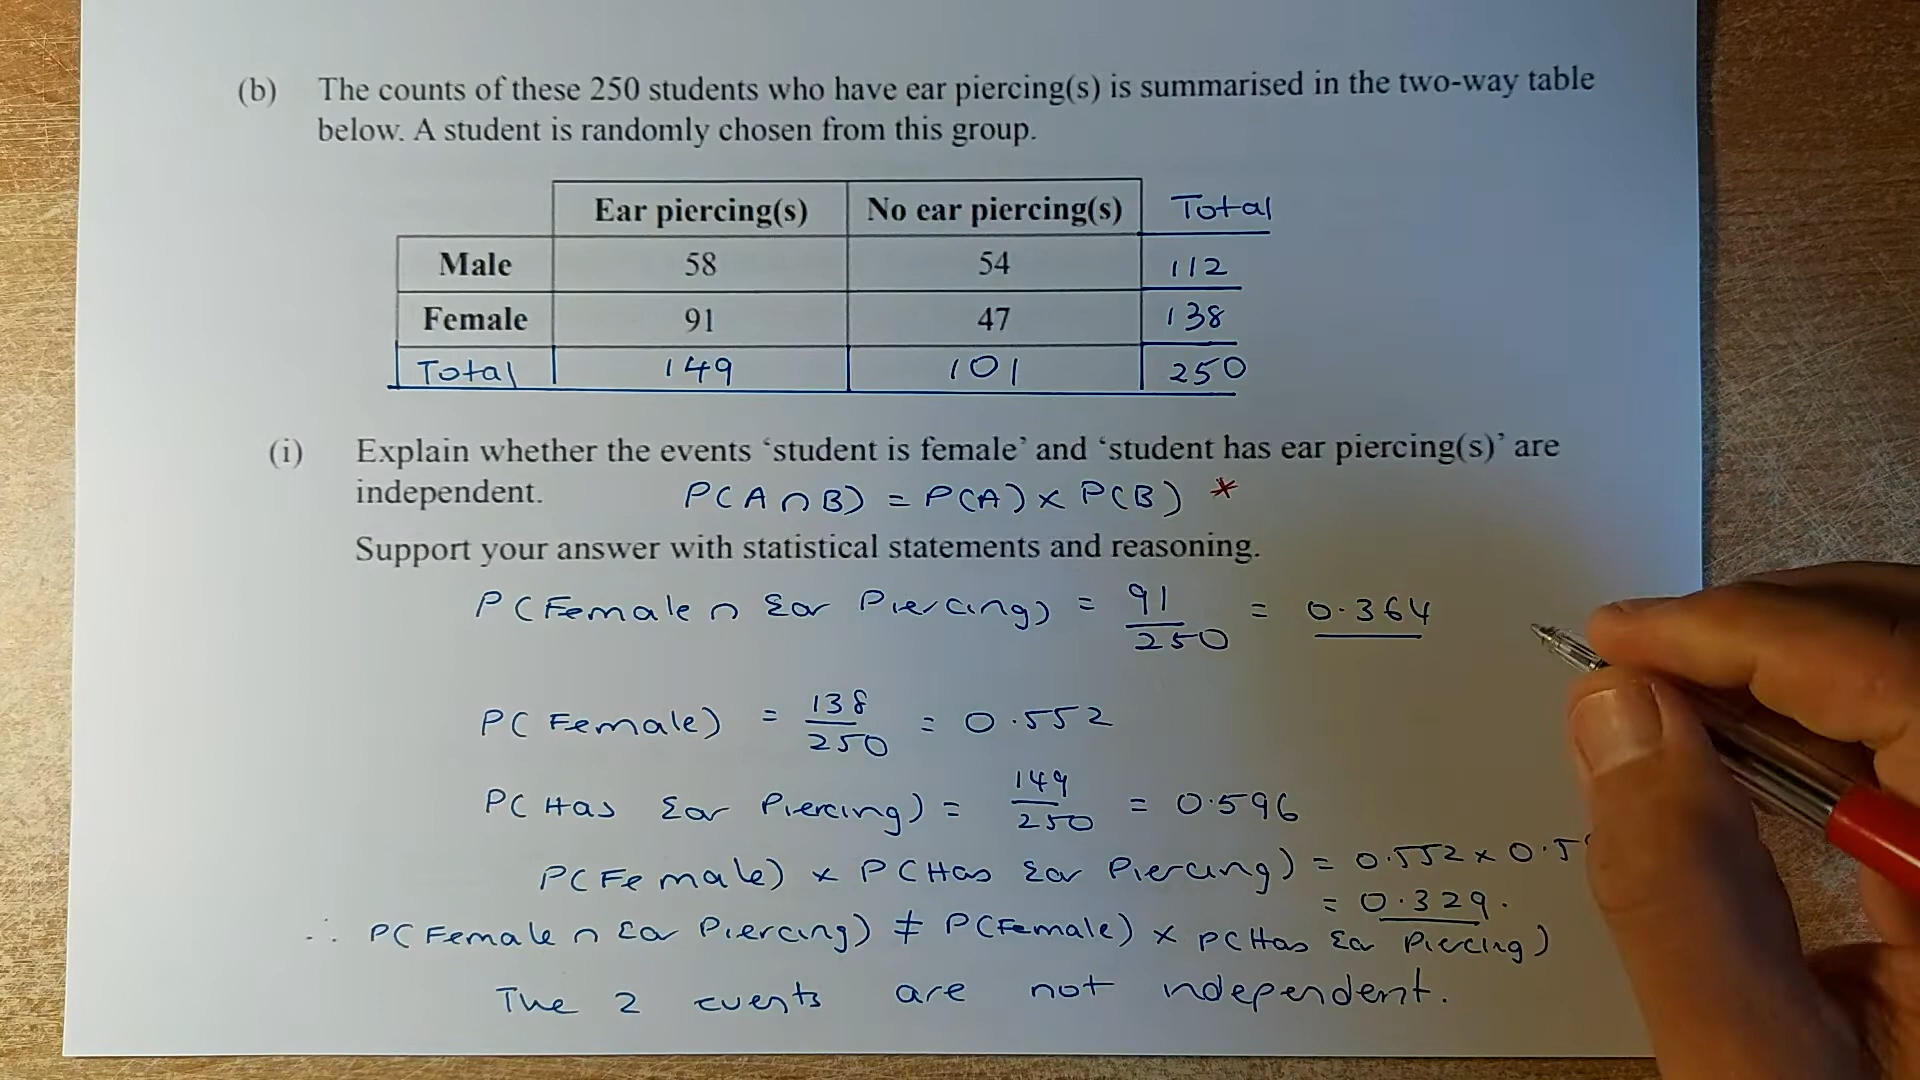 (b) The counts of these 250 students who have ear piercing(s) is summarised in the two-way table
below. A student is randomly chosen from this group.
Ear piercing(s) No ear piercing(s) Total
Male 58 54 112
Female 91 47 138
Total 149 101 250
(i) Explain whether the events ‘student is female’ and ‘student has ear piercing(s)’ are
independent. P(A ∩ B) = P(A) × P(B) *
Support your answer with statistical statements and reasoning.
P(Female ∩ Ear Piercing) = 91/250 = 0.364
P(Female) = 138/250 = 0.552
P(Has Ear Piercing) = 149/250 = 0.596
P(Female) × P(Has Ear Piercing) = 0.552 × 0.5
= 0.329.
∴ P(Female ∩ Ear Piercing) ≠ P(Female) × P(Has Ear Piercing)
The 2 events are not independent.